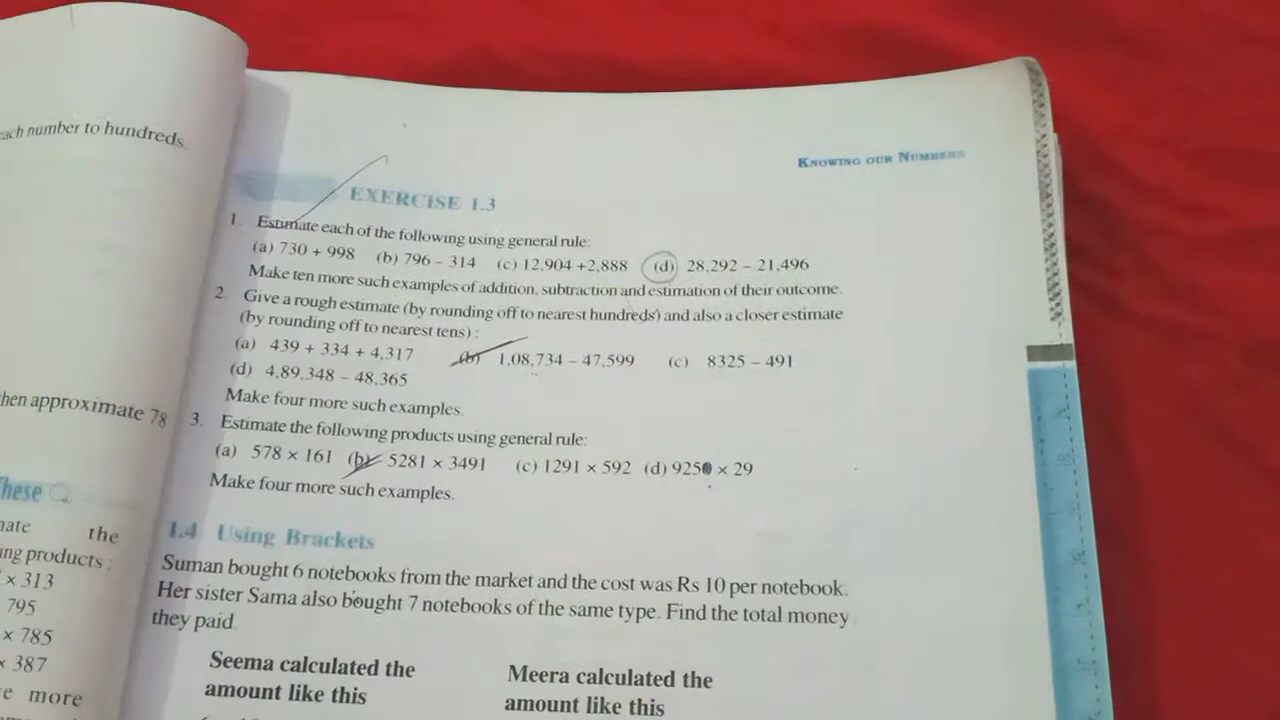 ach number to hundreds.
hen approximate 78
These
nate the
ing products :
× 313
795
× 785
× 387
e more
KNOWING OUR NUMBERS
EXERCISE 1.3
1. Estimate each of the following using general rule:
(a) 730 + 998 (b) 796 – 314 (c) 12,904 +2,888 (d) 28,292 – 21,496
Make ten more such examples of addition, subtraction and estimation of their outcome.
2. Give a rough estimate (by rounding off to nearest hundreds) and also a closer estimate
(by rounding off to nearest tens) :
(a) 439 + 334 + 4,317 (b) 1,08,734 – 47,599 (c) 8325 – 491
(d) 4,89,348 – 48,365
Make four more such examples.
3. Estimate the following products using general rule:
(a) 578 × 161 (b) 5281 × 3491 (c) 1291 × 592 (d) 9250 × 29
Make four more such examples.
1.4 Using Brackets
Suman bought 6 notebooks from the market and the cost was Rs 10 per notebook.
Her sister Sama also bought 7 notebooks of the same type. Find the total money
they paid.
Seema calculated the
amount like this
Meera calculated the
amount like this